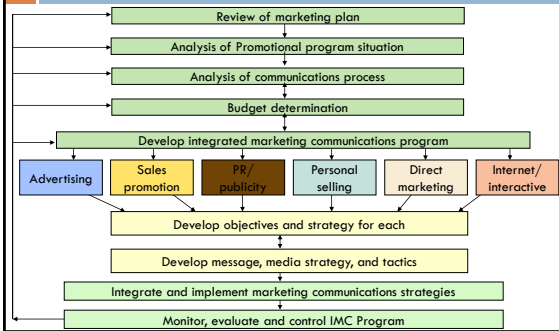 Review of marketing plan
Analysis of Promotional program situation
Analysis of communications process
Budget determination
Develop integrated marketing communications program
Advertising
Sales
promotion
PR/
publicity
Personal
selling
Direct
marketing
Internet/
interactive
Develop objectives and strategy for each
Develop message, media strategy, and tactics
Integrate and implement marketing communications strategies
Monitor, evaluate and control IMC Program